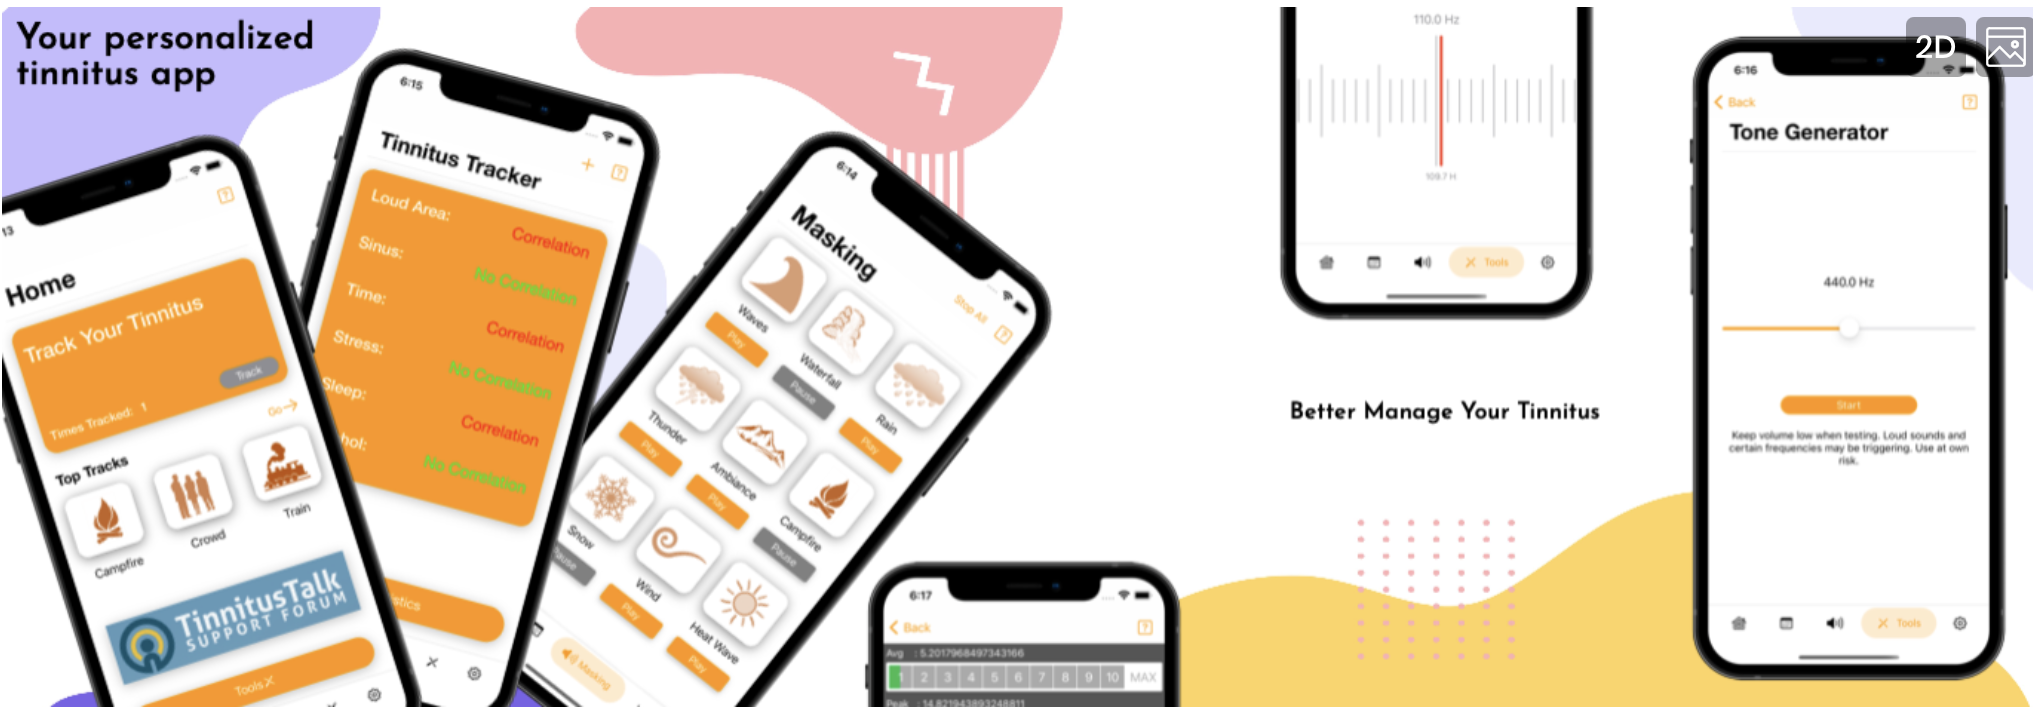 Your personalized
tinnitus app
13
Home
Track Your Tinnitus
Track
Times Tracked: 1
Go→
Top Tracks
Campfire
Crowd
Train
TinnitusTalk
SUPPORT FORUM
Tools
6:15
Tinnitus Tracker
+
Loud Area:
Correlation
Sinus:
No Correlation
Time:
Correlation
Stress:
No Correlation
Sleep:
Correlation
hol:
No Correlation
istics
6:14
Masking
Stop All
Waves
Play
Waterfall
Pause
Rain
Play
Thunder
Play
Ambiance
Play
Campfire
Pause
Snow
Pause
Wind
Play
Heat Wave
Play
Masking
6:17
Back
Avg : 5.2017968497343166
1 2 3 4 5 6 7 8 9 10 MAX
Peak : 14.821943893248811
110.0 Hz
109.7 H
Tools
Better Manage Your Tinnitus
2D
6:16
Back
Tone Generator
440.0 Hz
Start
Keep volume low when testing. Loud sounds and
certain frequencies may be triggering. Use at own
risk.
Tools